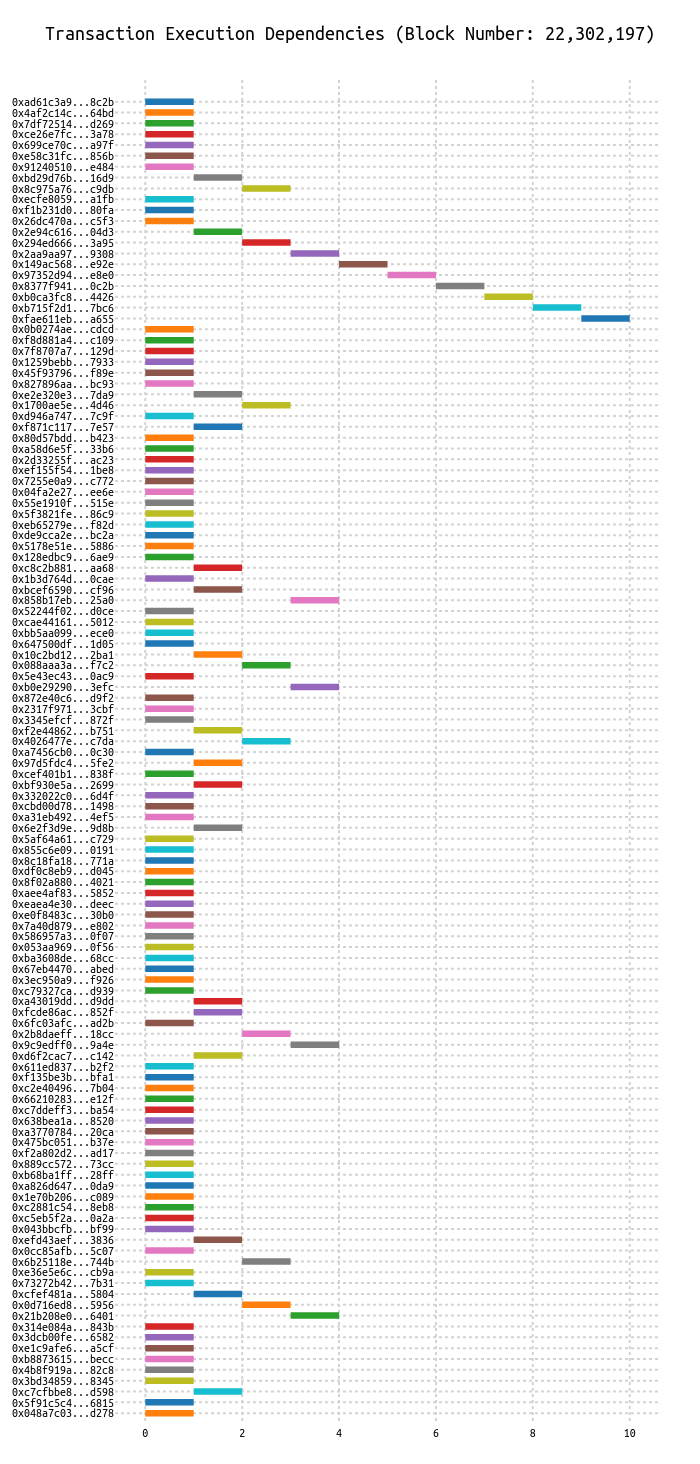 Transaction Execution Dependencies (Block Number: 22,302,197)
0xad61c3a9...8c2b
0x4af2c14c...64bd
0x7df72514...d269
0xce26e7fc...3a78
0x699ce70c...a97f
0xe58c31fc...856b
0x91240510...e484
0xbd29d76b...16d9
0x8c975a76...c9db
0xecfe8059...a1fb
0xf1b231d0...80fa
0x26dc470a...c5f3
0x2e94c616...04d3
0x294ed666...3a95
0x2aa9aa97...9308
0x149ac568...e92e
0x97352d94...e8e0
0x8377f941...0c2b
0xb0ca3fc8...4426
0xb715f2d1...7bc6
0xfae611eb...a655
0x0b0274ae...cdcd
0xf8d881a4...c109
0x7f8707a7...129d
0x1259bebb...7933
0x45f93796...f89e
0x827896aa...bc93
0xe2e320e3...7da9
0x1700ae5e...4d46
0xd946a747...7c9f
0xf871c117...7e57
0x80d57bdd...b423
0xa58d6e5f...33b6
0x2d33255f...ac23
0xef155f54...1be8
0x7255e0a9...c772
0x04fa2e27...ee6e
0x55e1910f...515e
0x5f3821fe...86c9
0xeb65279e...f82d
0xde9cca2e...bc2a
0x5178e51e...5886
0x128edbc9...6ae9
0xc8c2b881...aa68
0x1b3d764d...0cae
0xbcef6590...cf96
0x858b17eb...25a0
0x52244f02...d0ce
0xcae44161...5012
0xbb5aa099...ece0
0x647500df...1d05
0x10c2bd12...2ba1
0x088aaa3a...f7c2
0x5e43ec43...0ac9
0xb0e29290...3efc
0x872e40c6...d9f2
0x2317f971...3cbf
0x3345efcf...872f
0xf2e44862...b751
0x4026477e...c7da
0xa7456cb0...0c30
0x97d5fdc4...5fe2
0xcef401b1...838f
0xbf930e5a...2699
0x332022c0...6d4f
0xcbd00d78...1498
0xa31eb492...4ef5
0x6e2f3d9e...9d8b
0x5af64a61...c729
0x855c6e09...0191
0x8c18fa18...771a
0xdf0c8eb9...d045
0x8f02a880...4021
0xaee4af83...5852
0xeaea4e30...deec
0xe0f8483c...30b0
0x7a40d879...e802
0x586957a3...0f07
0x053aa969...0f56
0xba3608de...68cc
0x67eb4470...abed
0x3ec950a9...f926
0xc79327ca...d939
0xa43019dd...d9dd
0xfcde86ac...852f
0x6fc03afc...ad2b
0x2b8daeff...18cc
0x9c9edff0...9a4e
0xd6f2cac7...c142
0x611ed837...b2f2
0xf135be3b...bfa1
0xc2e40496...7b04
0x66210283...e12f
0xc7ddeff3...ba54
0x638bea1a...8520
0xa3770784...20ca
0x475bc051...b37e
0xf2a802d2...ad17
0x889cc572...73cc
0xb68ba1ff...28ff
0xa826d647...0da9
0x1e70b206...c089
0xc2881c54...8eb8
0xc5eb5f2a...0a2a
0x043bbcfb...bf99
0xefd43aef...3836
0x0cc85afb...5c07
0x6b25118e...744b
0xe36e5e6c...cb9a
0x73272b42...7b31
0xcfef481a...5804
0x0d716ed8...5956
0x21b208e0...6401
0x314e084a...843b
0x3dcb00fe...6582
0xe1c9afe6...a5cf
0xb8873615...becc
0x4b8f919a...82c8
0x3bd34859...8345
0xc7cfbbe8...d598
0x5f91c5c4...6815
0x048a7c03...d278
0 2 4 6 8 10